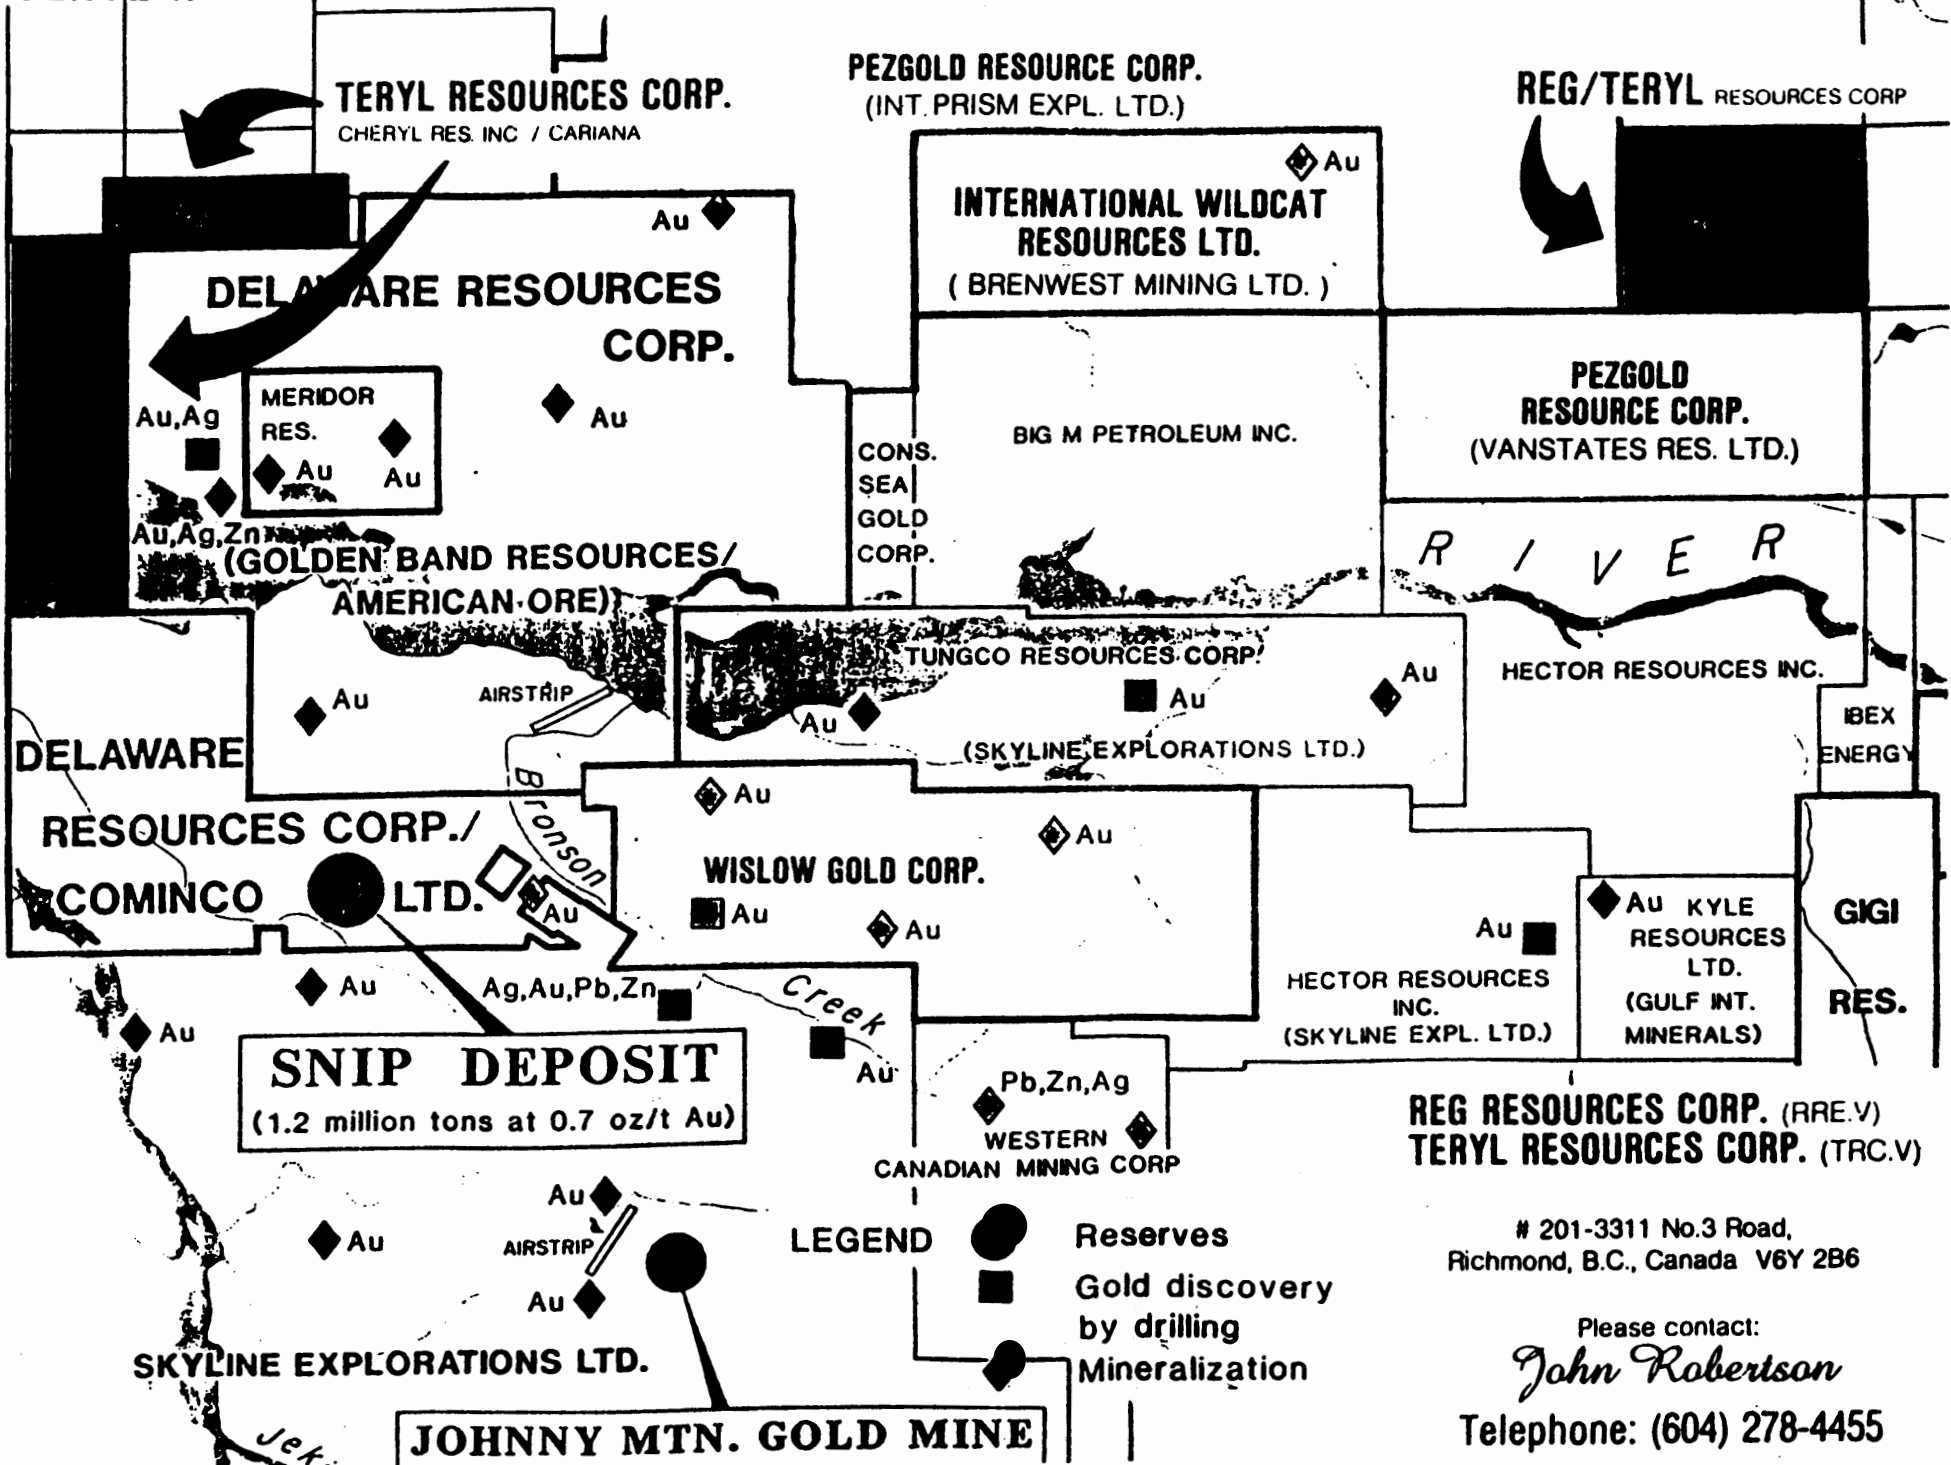 TERYL RESOURCES CORP.
CHERYL RES. INC / CARIANA
PEZGOLD RESOURCE CORP.
(INT. PRISM EXPL. LTD.)
REG/TERYL RESOURCES CORP
Au
INTERNATIONAL WILDCAT
RESOURCES LTD.
( BRENWEST MINING LTD. )
Au
DELAWARE RESOURCES
CORP.
MERIDOR
RES.
Au
Au
Au,Ag
Au
Au,Ag,Zn
(GOLDEN BAND RESOURCES/
AMERICAN ORE))
CONS.
SEA
GOLD
CORP.
BIG M PETROLEUM INC.
PEZGOLD
RESOURCE CORP.
(VANSTATES RES. LTD.)
RIVER
TUNGCO RESOURCES CORP.
Au
Au
Au
(SKYLINE EXPLORATIONS LTD.)
HECTOR RESOURCES INC.
IBEX
ENERGY
Au
AIRSTRIP
DELAWARE
RESOURCES CORP./
COMINCO LTD.
Bronson
Au
Au
Au
WISLOW GOLD CORP.
Au
Au
Au
HECTOR RESOURCES
INC.
(SKYLINE EXPL. LTD.)
Au KYLE
RESOURCES
LTD.
(GULF INT.
MINERALS)
GIGI
RES.
Au
Au
Ag,Au,Pb,Zn
Creek
Au
SNIP DEPOSIT
(1.2 million tons at 0.7 oz/t Au)
Pb,Zn,Ag
WESTERN
CANADIAN MINING CORP
REG RESOURCES CORP. (RRE.V)
TERYL RESOURCES CORP. (TRC.V)
# 201-3311 No.3 Road,
Richmond, B.C., Canada V6Y 2B6
Please contact:
John Robertson
Telephone: (604) 278-4455
Au
Au
AIRSTRIP
Au
LEGEND
Reserves
Gold discovery
by drilling
Mineralization
SKYLINE EXPLORATIONS LTD.
JOHNNY MTN. GOLD MINE